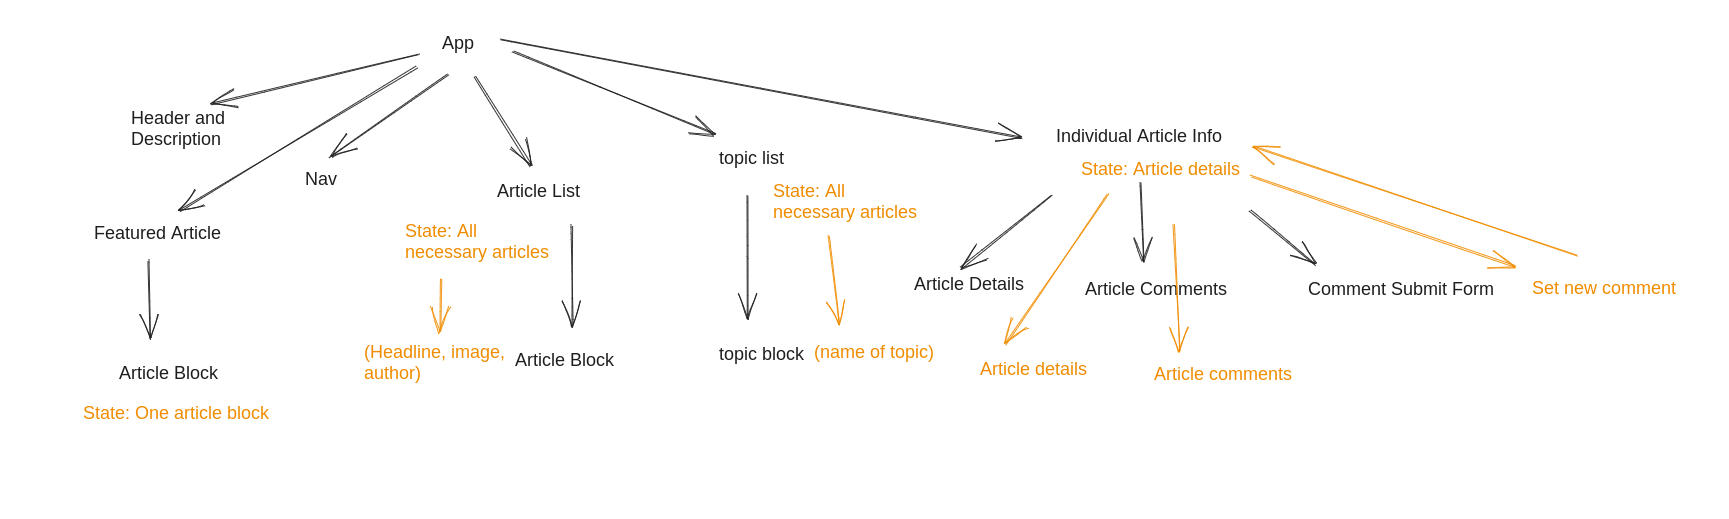 App
Header and
Description
Nav
Featured Article
Article Block
State: One article block
Article List
State: All
necessary articles
(Headline, image,
author)
Article Block
topic list
State: All
necessary articles
topic block
(name of topic)
Individual Article Info
State: Article details
Article Details
Article Comments
Comment Submit Form
Set new comment
Article details
Article comments